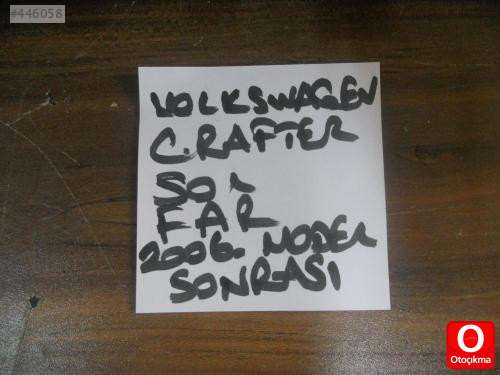 #446058
VOLKSWAGEN
C.RAFTER
SOL
FAR
2006. MODEL
SONRASI
O
Otoçıkma